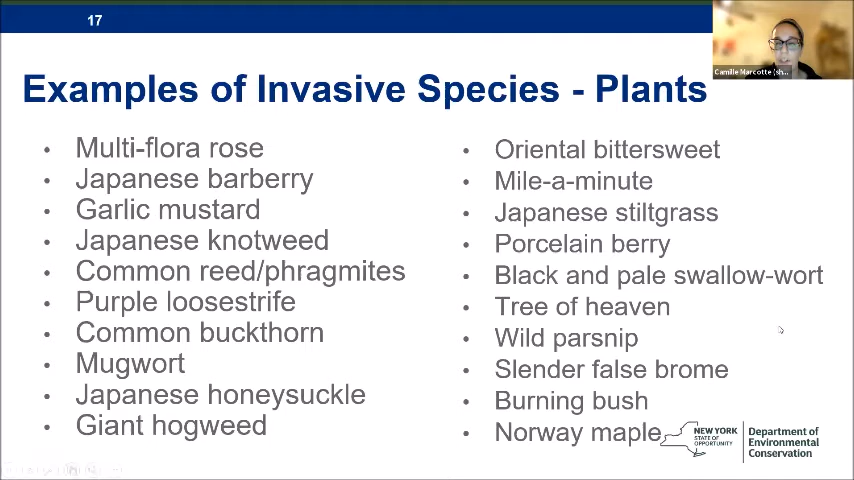 17
Camille Marcotte (sh...
Examples of Invasive Species - Plants
• Multi-flora rose
• Japanese barberry
• Garlic mustard
• Japanese knotweed
• Common reed/phragmites
• Purple loosestrife
• Common buckthorn
• Mugwort
• Japanese honeysuckle
• Giant hogweed
• Oriental bittersweet
• Mile-a-minute
• Japanese stiltgrass
• Porcelain berry
• Black and pale swallow-wort
• Tree of heaven
• Wild parsnip
• Slender false brome
• Burning bush
• Norway maple
NEW YORK
STATE OF
OPPORTUNITY
Department of
Environmental
Conservation